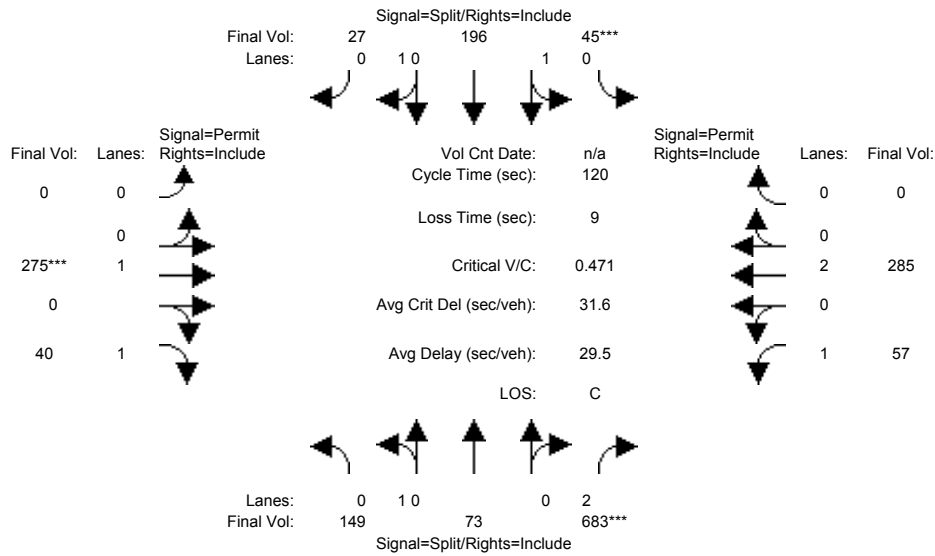 Signal=Split/Rights=Include
Final Vol: 27 196 45***
Lanes: 0 1 0 1 0
Signal=Permit Signal=Permit
Final Vol: Lanes: Rights=Include Vol Cnt Date: n/a Rights=Include Lanes: Final Vol:
Cycle Time (sec): 120
0 0 0 0
Loss Time (sec): 9
0 0
275*** 1 Critical V/C: 0.471 2 285
0 Avg Crit Del (sec/veh): 31.6 0
40 1 Avg Delay (sec/veh): 29.5 1 57
LOS: C
Lanes: 0 1 0 0 2
Final Vol: 149 73 683***
Signal=Split/Rights=Include